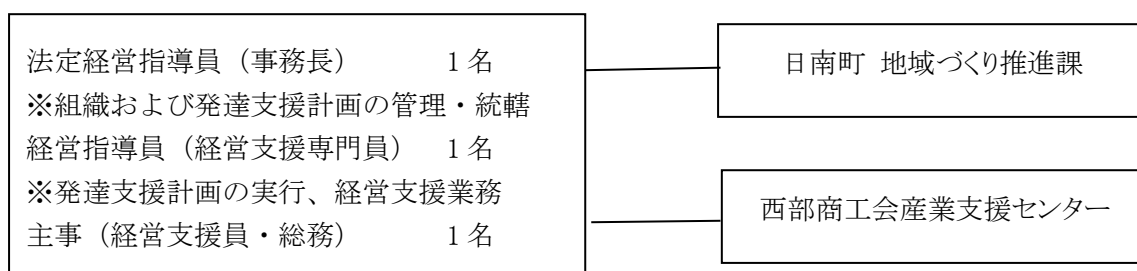 法定経営指導員（事務長）　　　1名
※組織および発達支援計画の管理・統轄
経営指導員（経営支援専門員）　1名
※発達支援計画の実行、経営支援業務
主事（経営支援員・総務）　　　1名
日南町 地域づくり推進課
西部商工会産業支援センター